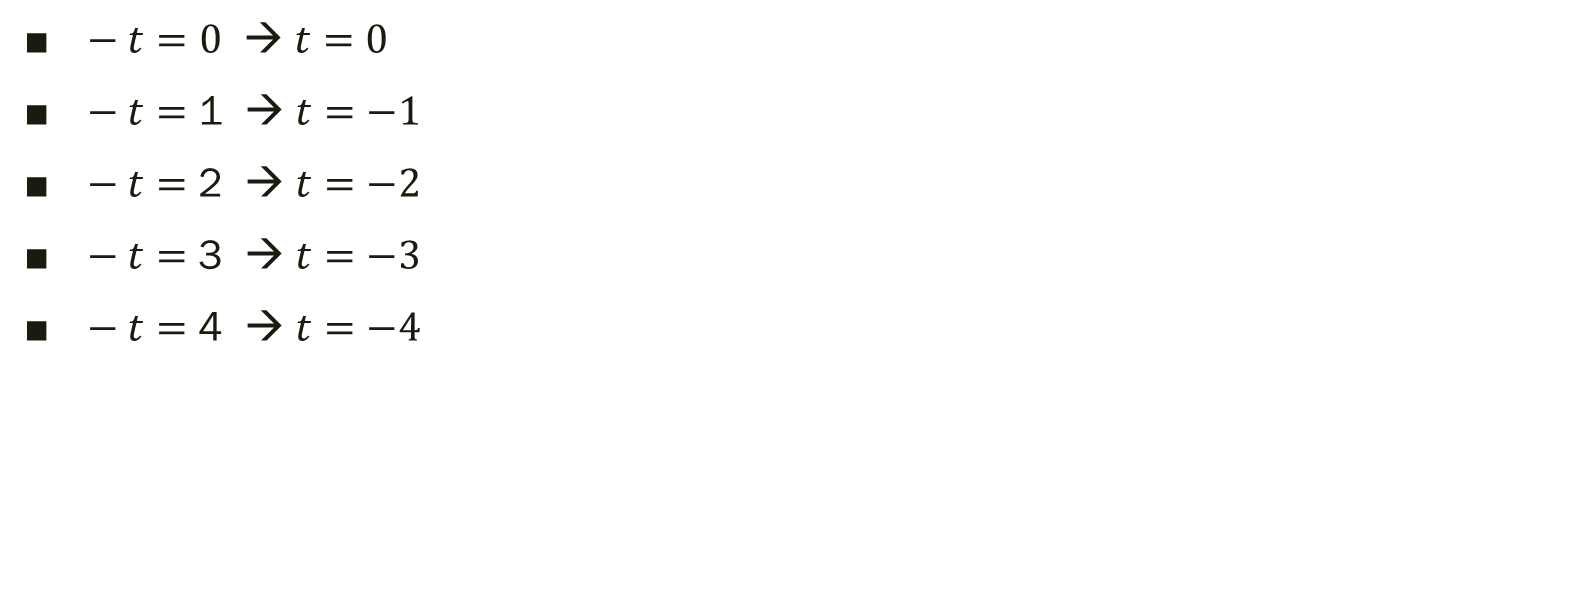 ▪ − t = 0 → t = 0
▪ − t = 1 → t = −1
▪ − t = 2 → t = −2
▪ − t = 3 → t = −3
▪ − t = 4 → t = −4